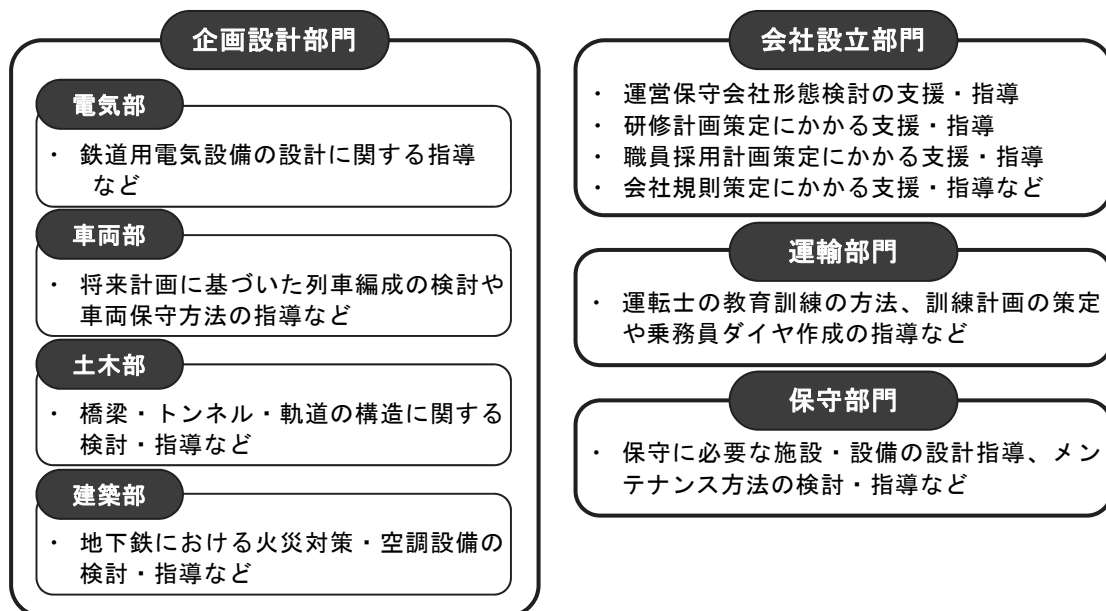 企画設計部門
電気部
・ 鉄道用電気設備の設計に関する指導
など
車両部
・ 将来計画に基づいた列車編成の検討や
車両保守方法の指導など
土木部
・ 橋梁・トンネル・軌道の構造に関する
検討・指導など
建築部
・ 地下鉄における火災対策・空調設備の
検討・指導など
会社設立部門
・ 運営保守会社形態検討の支援・指導
・ 研修計画策定にかかる支援・指導
・ 職員採用計画策定にかかる支援・指導
・ 会社規則策定にかかる支援・指導など
運輸部門
・ 運転士の教育訓練の方法、訓練計画の策定
や乗務員ダイヤ作成の指導など
保守部門
・ 保守に必要な施設・設備の設計指導、メン
テナンス方法の検討・指導など